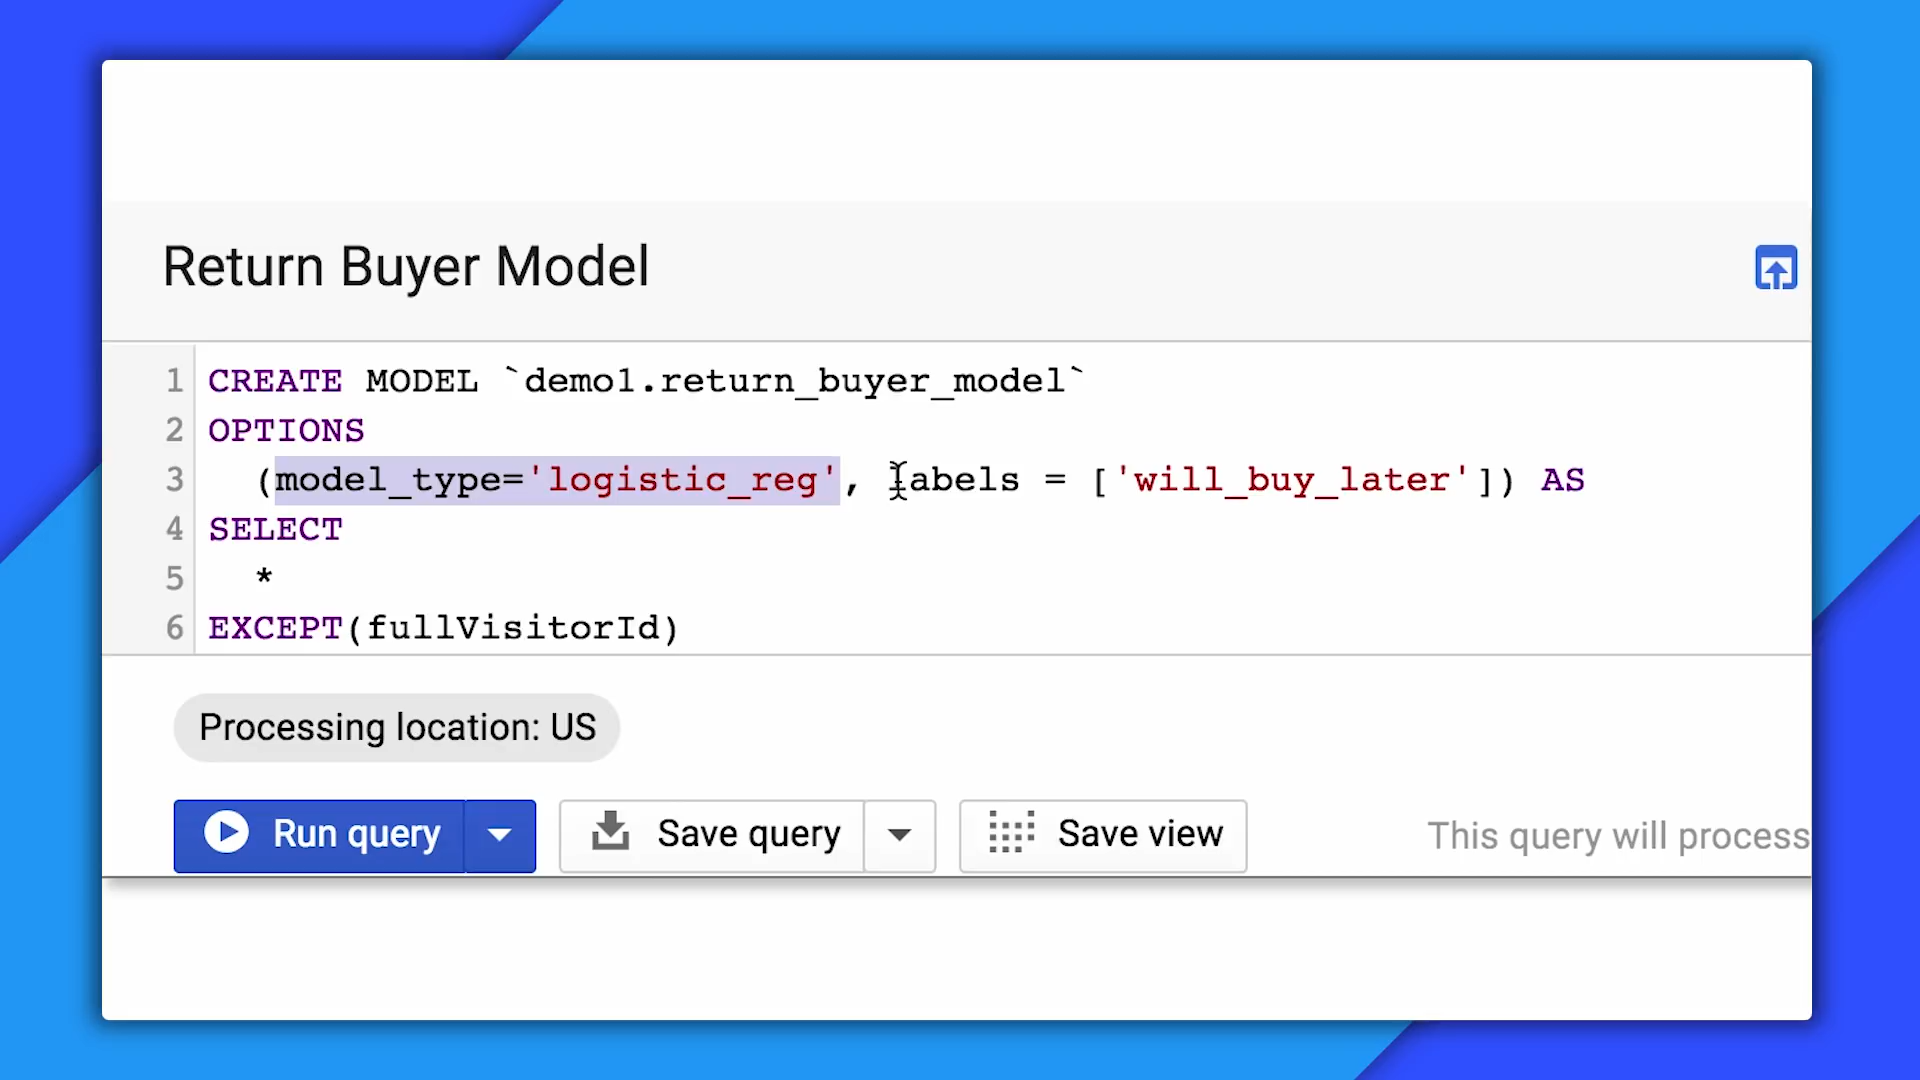 Return Buyer Model
1 CREATE MODEL `demo1.return_buyer_model`
2 OPTIONS
3 (model_type='logistic_reg', labels = ['will_buy_later']) AS
4 SELECT
5 *
6 EXCEPT(fullVisitorId)
Processing location: US
Run query Save query Save view This query will process